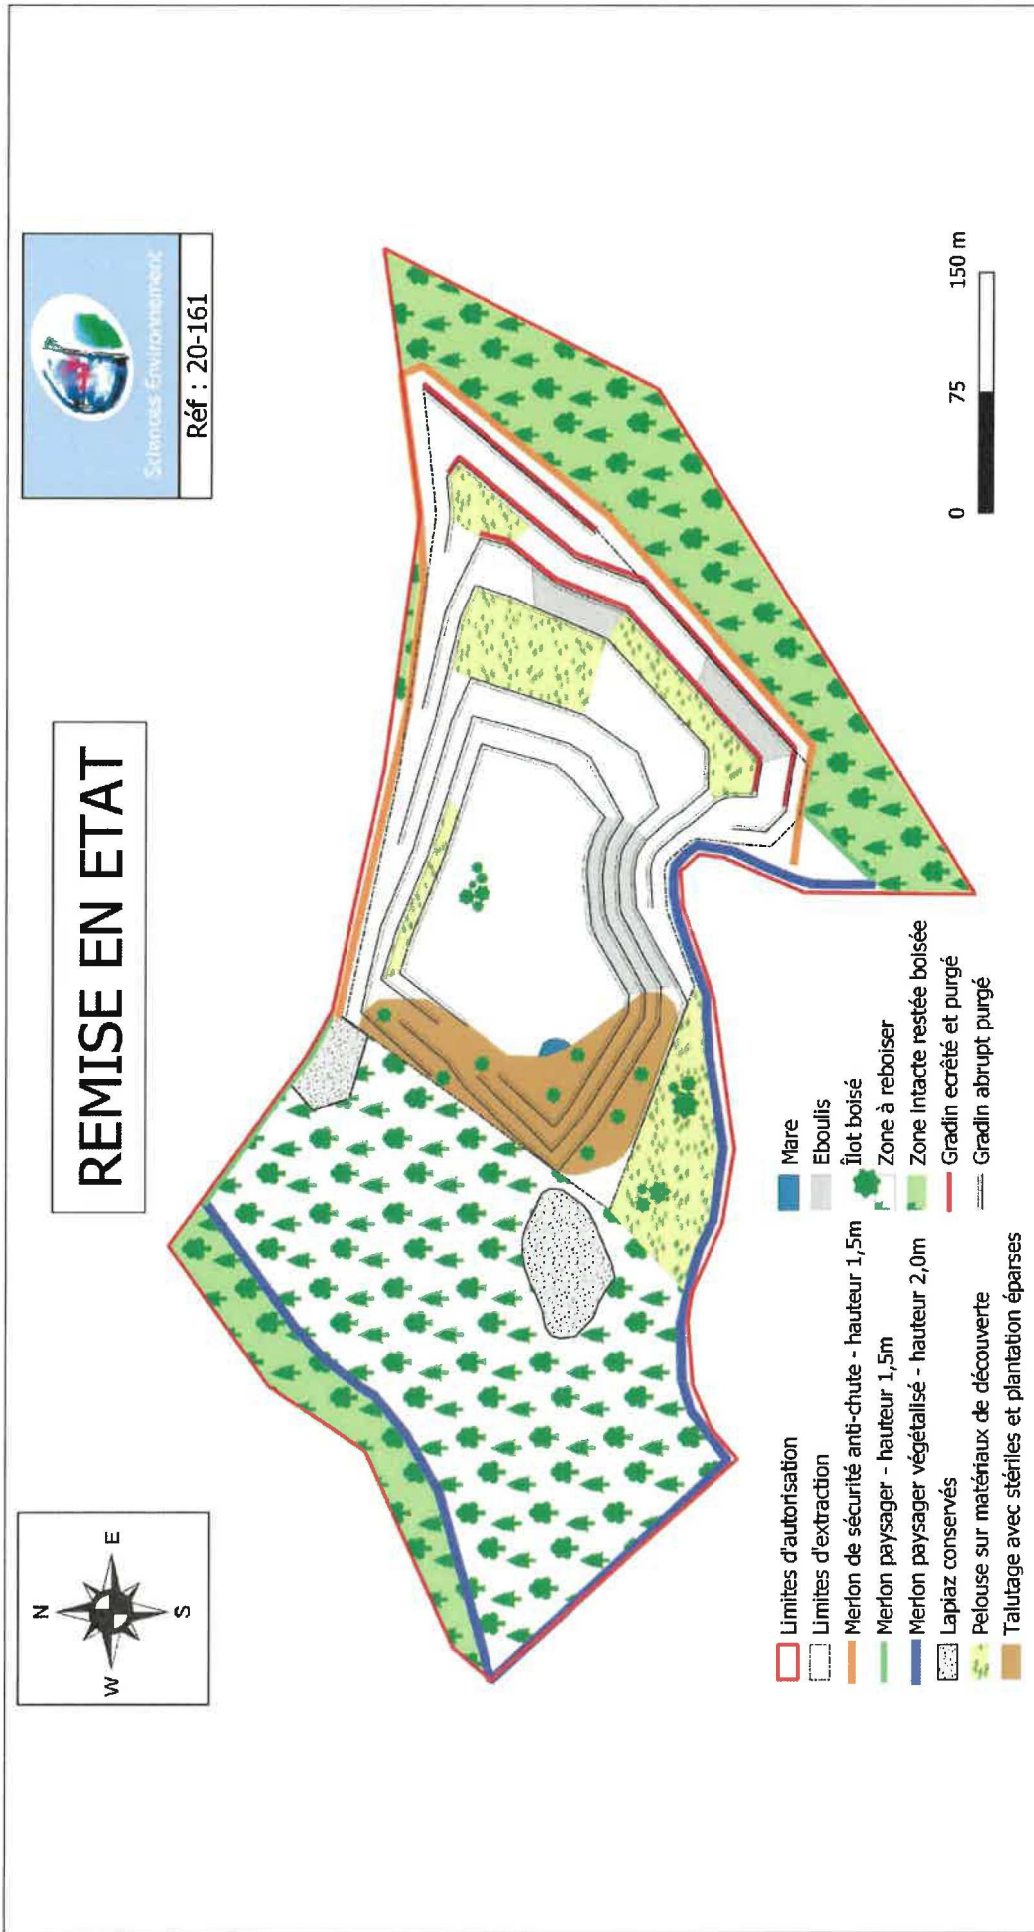 REMISE EN ETAT
N
W
E
S
Sciences Environnement
Réf : 20-161
Limites d'autorisation
Limites d'extraction
Merlon de sécurité anti-chute - hauteur 1,5m
Merlon paysager - hauteur 1,5m
Merlon paysager végétalisé - hauteur 2,0m
Lapiaz conservés
Pelouse sur matériaux de découverte
Talutage avec stériles et plantation éparses
Mare
Eboulis
Îlot boisé
Zone à reboiser
Zone intacte restée boisée
Gradin ecrêté et purgé
Gradin abrupt purgé
0
75
150 m